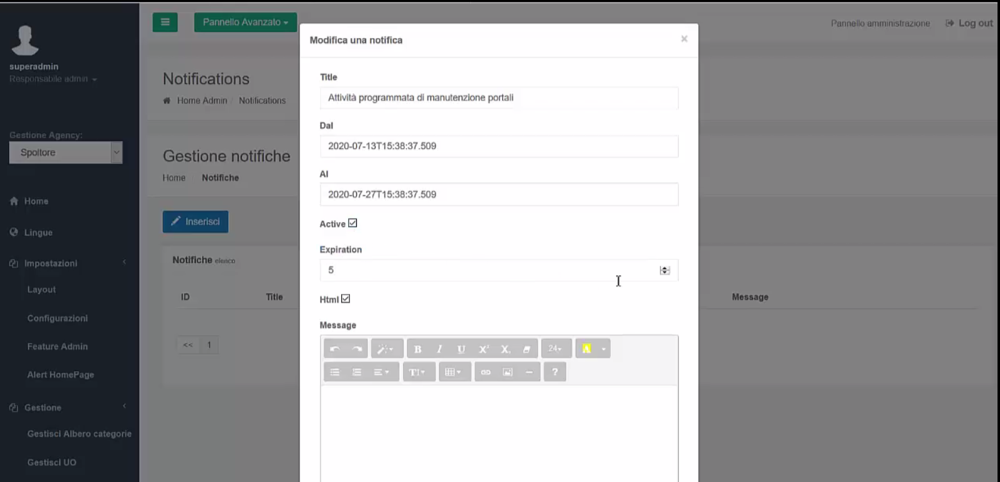 Pannello Avanzato
Pannello amministrazione
Log out
superadmin
Responsabile admin
Gestione Agency:
Spoltore
Home
Lingue
Impostazioni
Layout
Configurazioni
Feature Admin
Alert HomePage
Gestione
Gestisci Albero categorie
Gestisci UO
Notifications
Home Admin / Notifications
Gestione notifiche
Home Notifiche
Inserisci
Notifiche elenco
ID Title Message
<< 1
Modifica una notifica ×
Title
Attività programmata di manutenzione portali
Dal
2020-07-13T15:38:37.509
Al
2020-07-27T15:38:37.509
Active
Expiration
5
Html
Message
B I U X² X₂ 24 A
T! ?